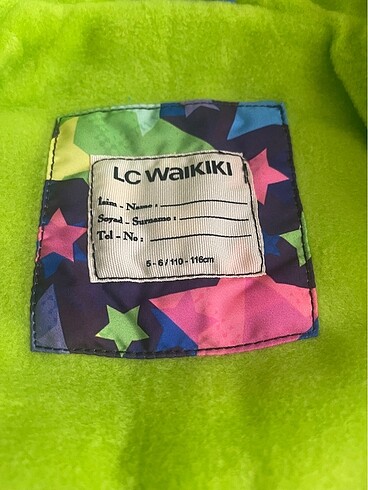 LC WAIKIKI
İsim - Name :
Soyad - Surname :
Tel - No :
5 - 6 / 110 - 116cm